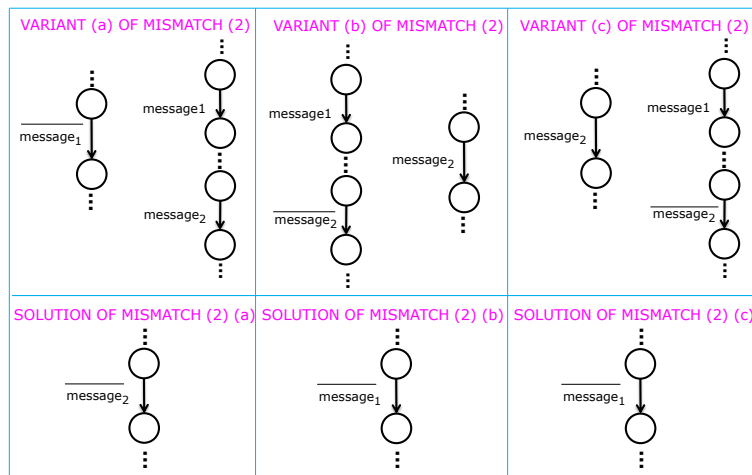 VARIANT (a) OF MISMATCH (2)
message₁
message1
message₂
VARIANT (b) OF MISMATCH (2)
message1
message₂
message₂
VARIANT (c) OF MISMATCH (2)
message₂
message1
message₂
SOLUTION OF MISMATCH (2) (a)
message₂
SOLUTION OF MISMATCH (2) (b)
message₁
SOLUTION OF MISMATCH (2) (c)
message₁